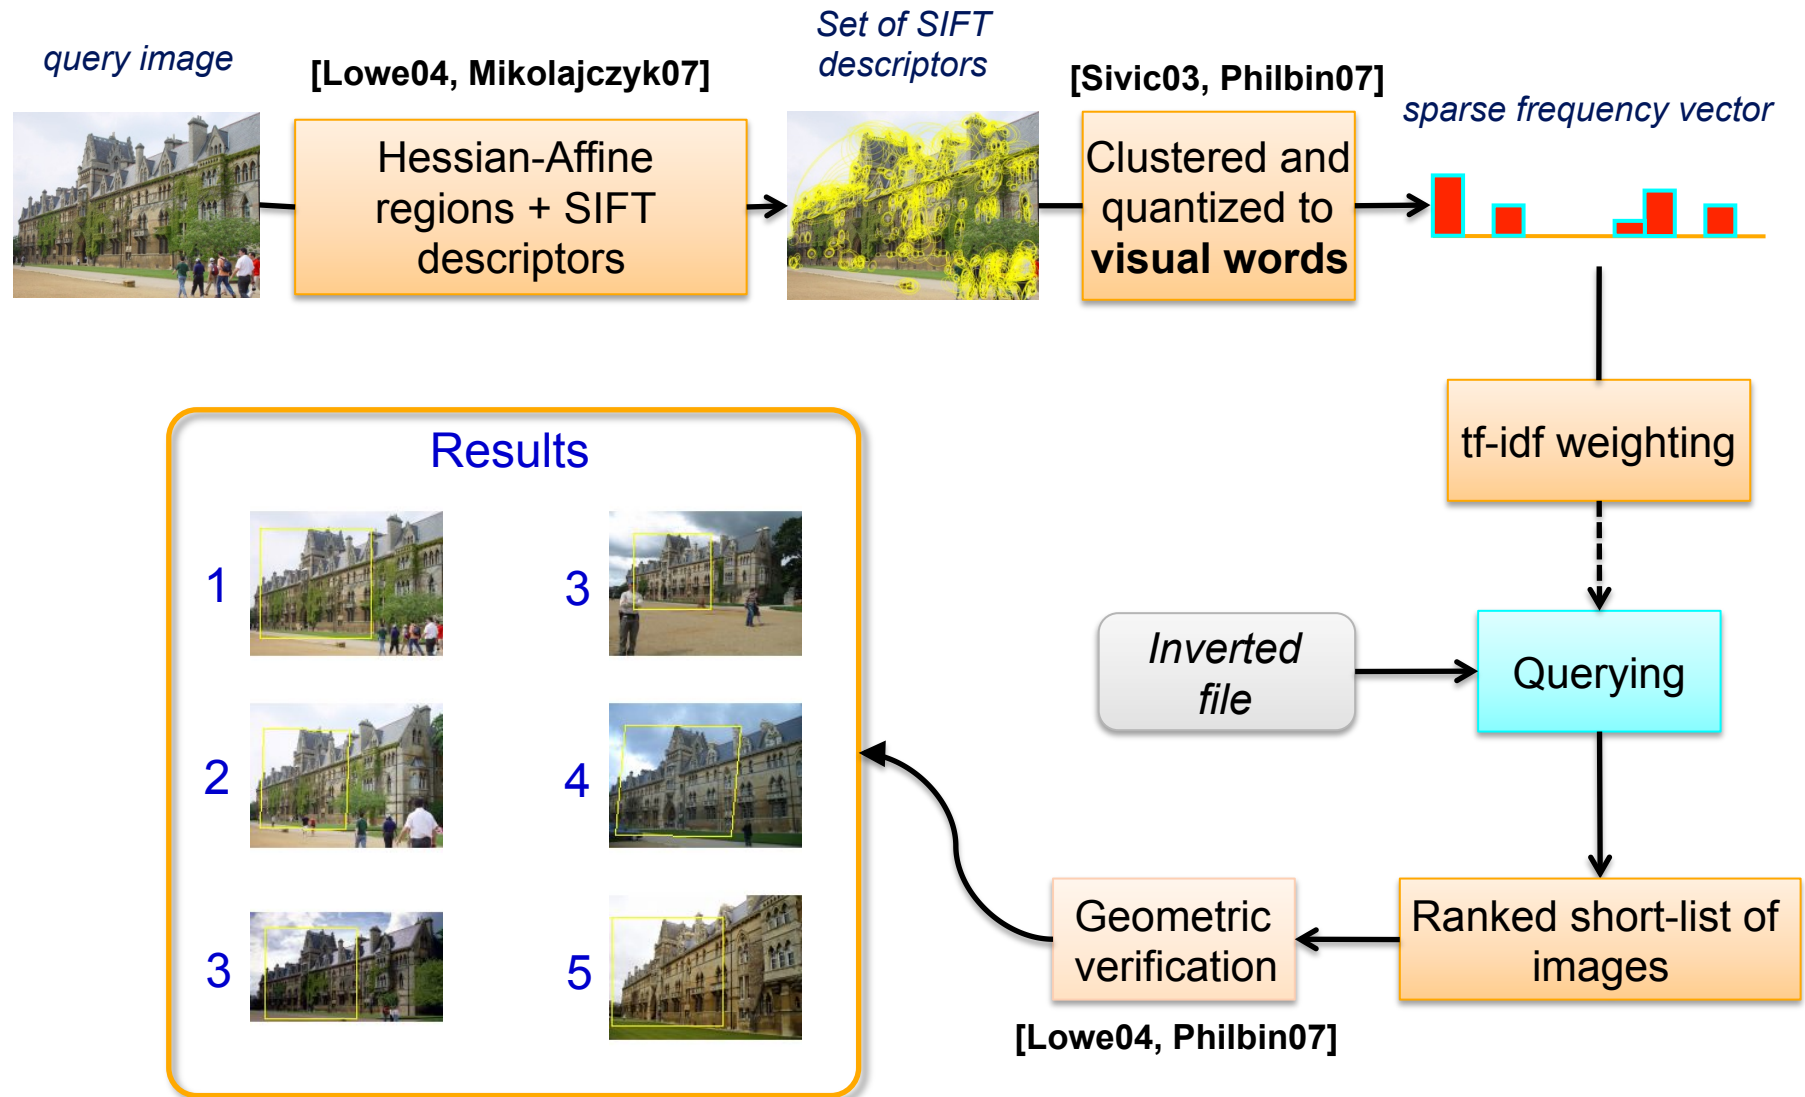 query image
[Lowe04, Mikolajczyk07]
Set of SIFT
descriptors
[Sivic03, Philbin07]
sparse frequency vector
Hessian-Affine
regions + SIFT
descriptors
Clustered and
quantized to
visual words
tf-idf weighting
Inverted
file
Querying
Ranked short-list of
images
Geometric
verification
[Lowe04, Philbin07]
Results
1
3
2
4
3
5